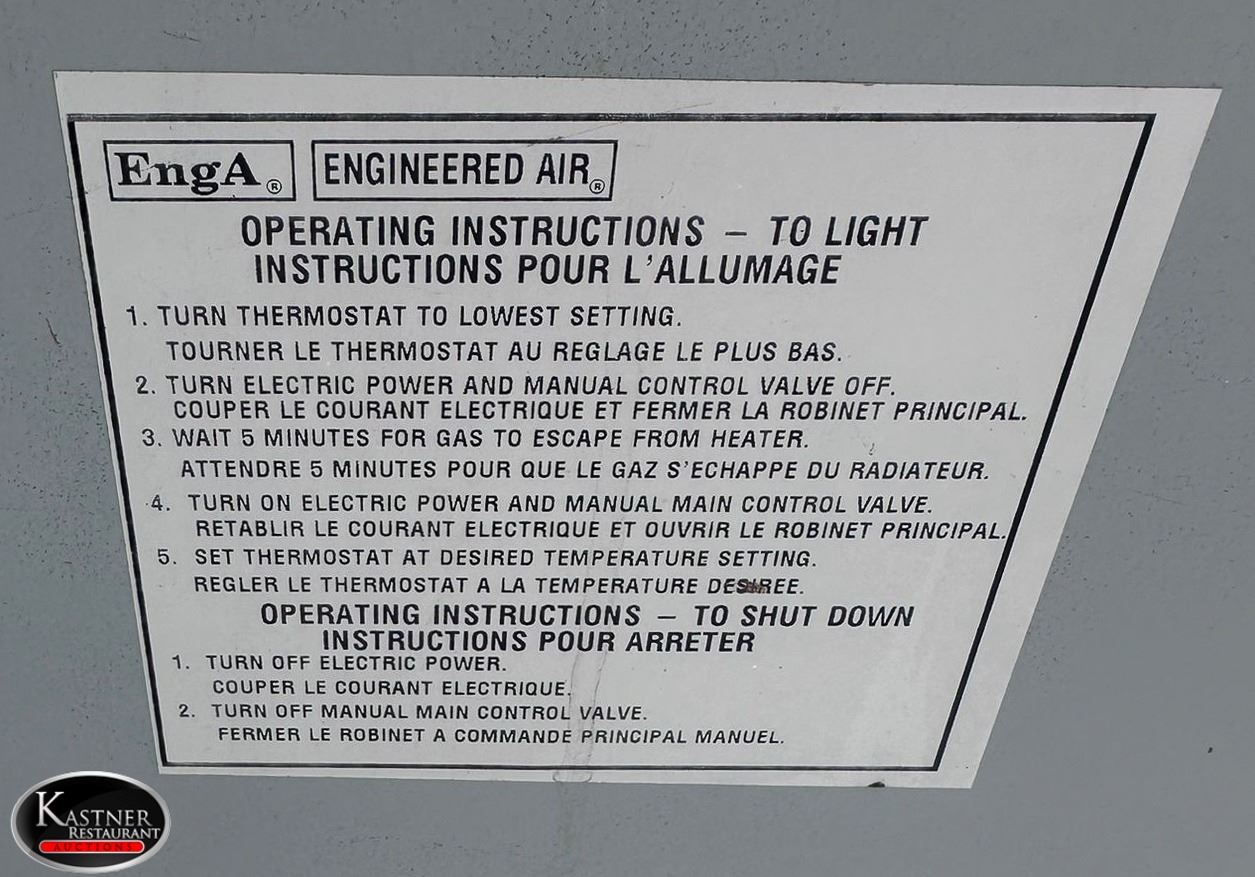 EngA®
ENGINEERED AIR®
OPERATING INSTRUCTIONS – TO LIGHT
INSTRUCTIONS POUR L'ALLUMAGE
1. TURN THERMOSTAT TO LOWEST SETTING.
TOURNER LE THERMOSTAT AU REGLAGE LE PLUS BAS.
2. TURN ELECTRIC POWER AND MANUAL CONTROL VALVE OFF.
COUPER LE COURANT ELECTRIQUE ET FERMER LA ROBINET PRINCIPAL.
3. WAIT 5 MINUTES FOR GAS TO ESCAPE FROM HEATER.
ATTENDRE 5 MINUTES POUR QUE LE GAZ S'ECHAPPE DU RADIATEUR.
4. TURN ON ELECTRIC POWER AND MANUAL MAIN CONTROL VALVE.
RETABLIR LE COURANT ELECTRIQUE ET OUVRIR LE ROBINET PRINCIPAL.
5. SET THERMOSTAT AT DESIRED TEMPERATURE SETTING.
REGLER LE THERMOSTAT A LA TEMPERATURE DESIREE.
OPERATING INSTRUCTIONS – TO SHUT DOWN
INSTRUCTIONS POUR ARRETER
1. TURN OFF ELECTRIC POWER.
COUPER LE COURANT ELECTRIQUE.
2. TURN OFF MANUAL MAIN CONTROL VALVE.
FERMER LE ROBINET A COMMANDE PRINCIPAL MANUEL.
KASTNER
RESTAURANT
AUCTIONS